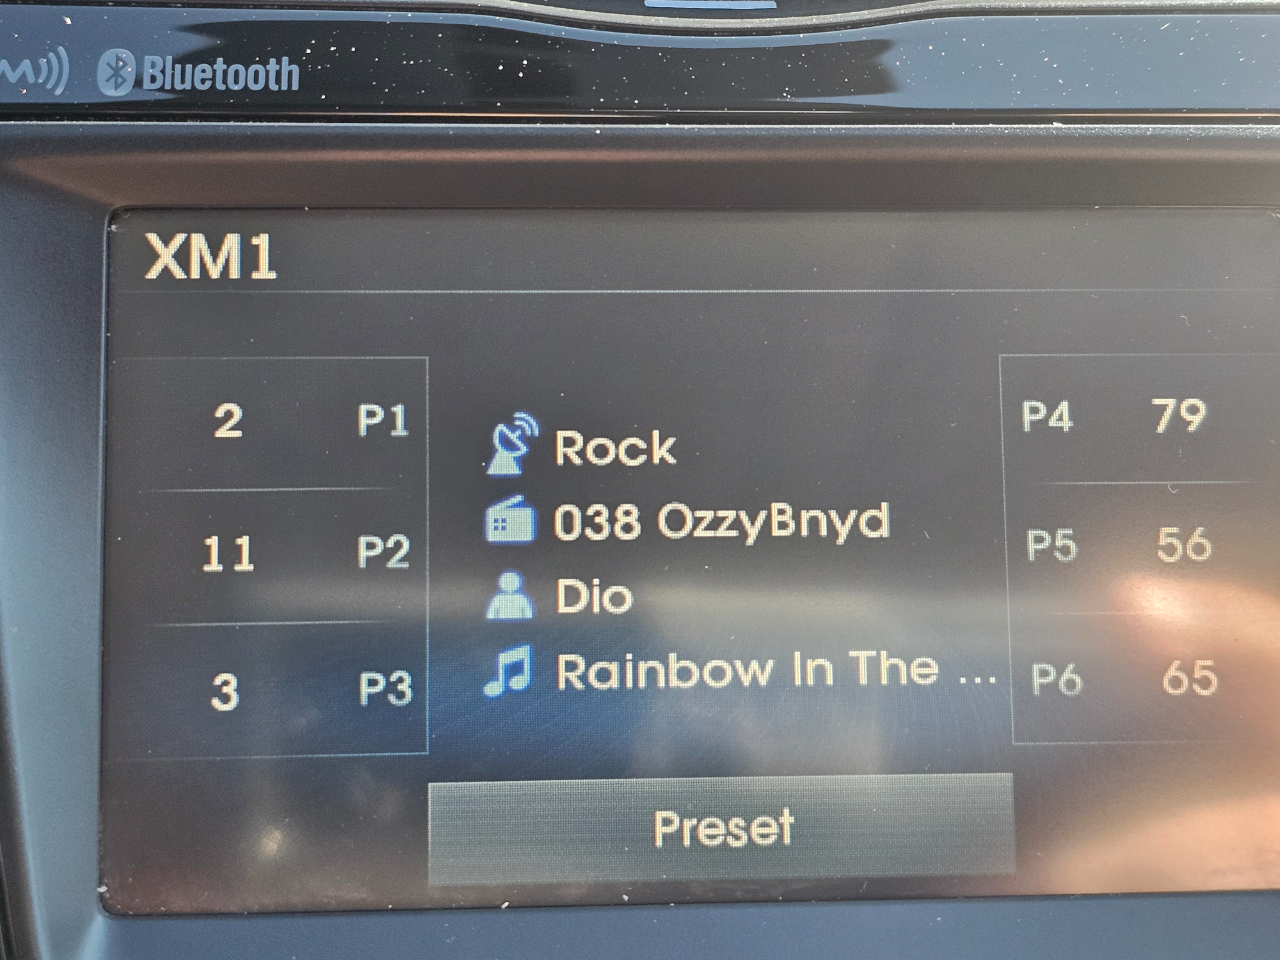 Bluetooth
XM1
2 P1
11 P2
3 P3
Rock
038 OzzyBnyd
Dio
Rainbow In The ...
P4 79
P5 56
P6 65
Preset